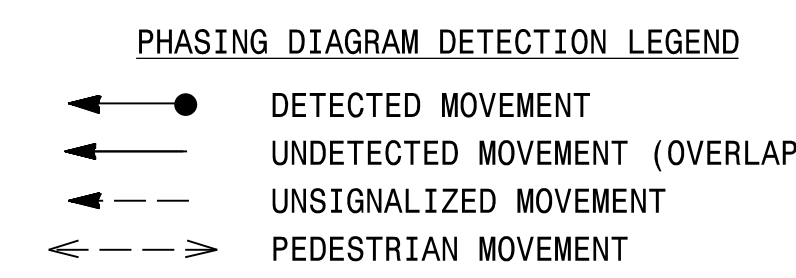 PHASING DIAGRAM DETECTION LEGEND
DETECTED MOVEMENT
UNDETECTED MOVEMENT (OVERLAP
UNSIGNALIZED MOVEMENT
PEDESTRIAN MOVEMENT